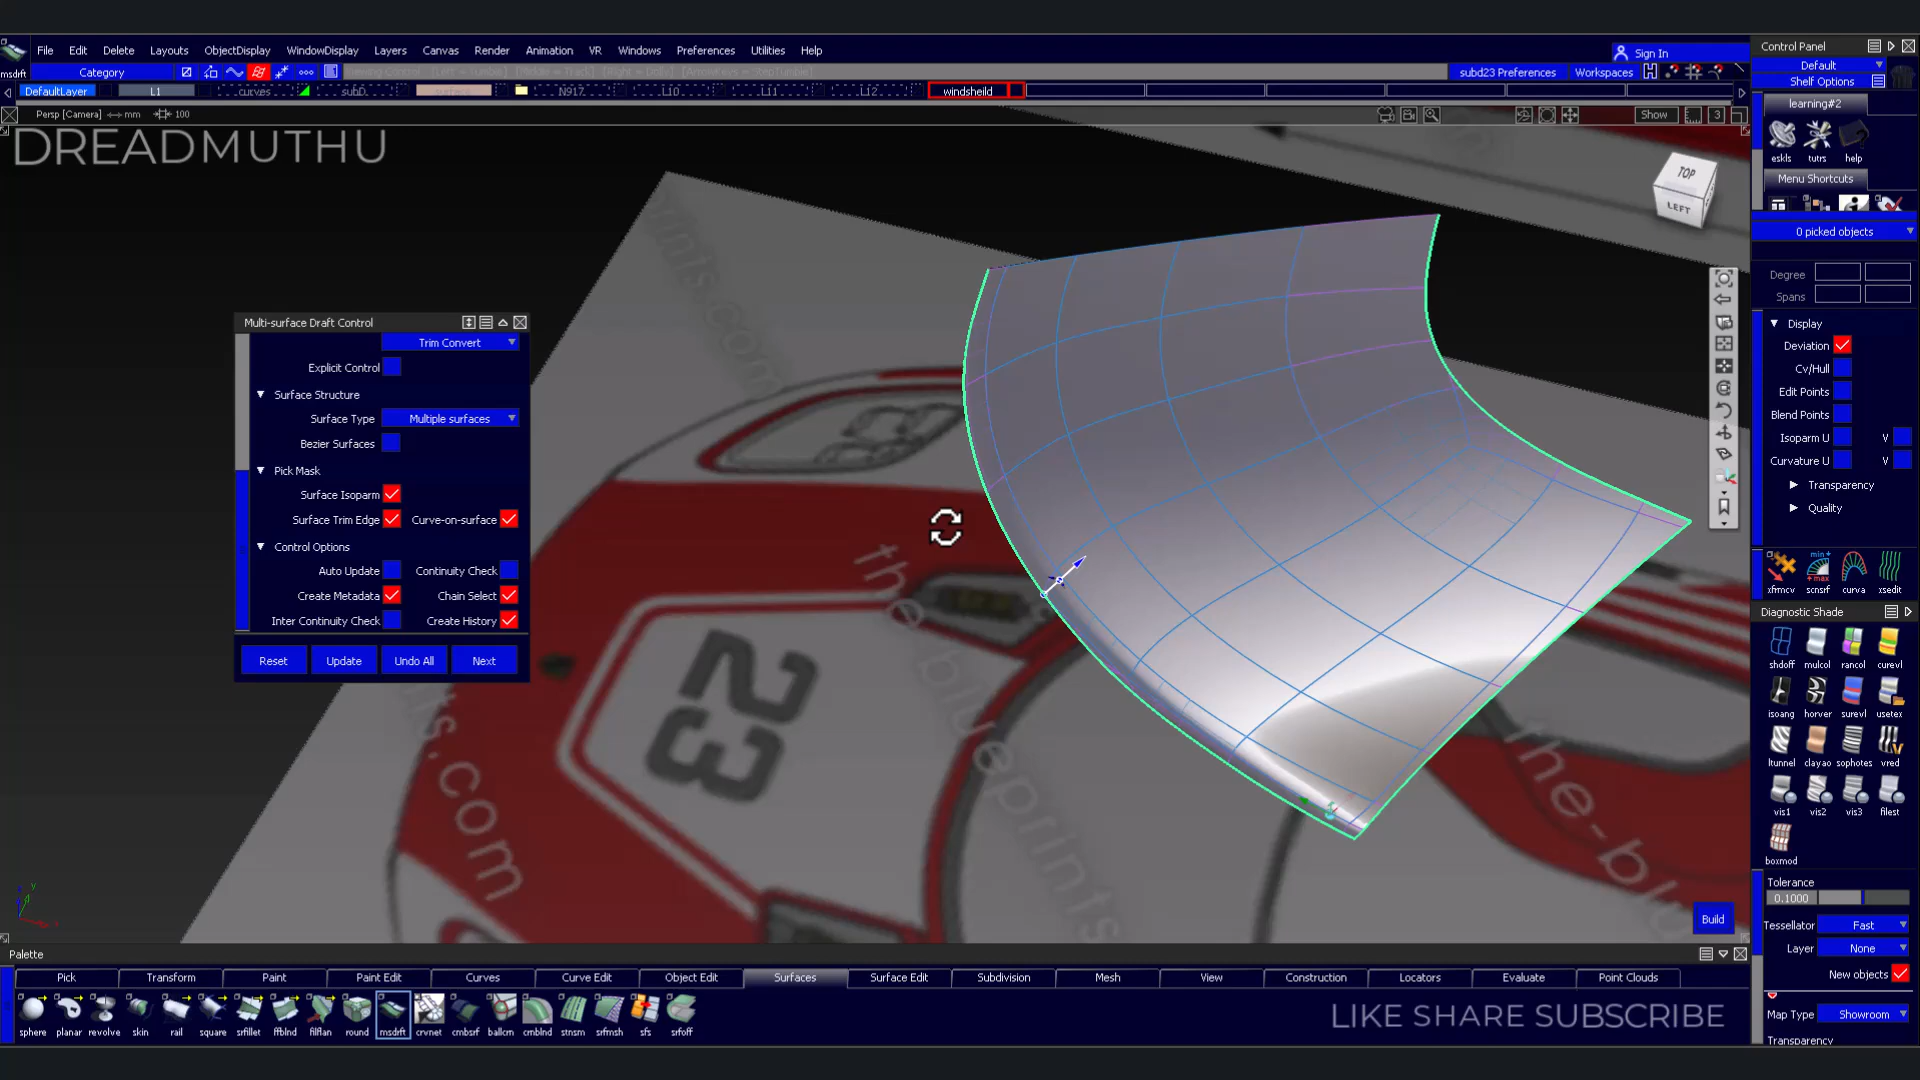 File Edit Delete Layouts ObjectDisplay WindowDisplay Layers Canvas Render Animation VR Windows Preferences Utilities Help
Sign In
Control Panel
msdrft
Category
subd23 Preferences
Workspaces
Default
Shelf Options
DefaultLayer
L1
curves
subD
N917
L10
L11
L12
windsheild
learning#2
Persp [Camera]
mm
100
Show
3
DREADMUTHU
eskls tutrs help
Menu Shortcuts
TOP
LEFT
0 picked objects
Degree
Spans
Display
Deviation
Cv/Hull
Edit Points
Blend Points
Isoparm U V
Curvature U V
Transparency
Quality
xfrmcv scnsrf curva xsedit
Diagnostic Shade
shdoff mulcol rancol curevl
isoang horver surevl usetex
ltunnel clayao sophotes vred
vis1 vis2 vis3 filest
boxmod
Tolerance
0.1000
Tessellator Fast
Layer None
New objects
Map Type Showroom
Transparency
Multi-surface Draft Control
Trim Convert
Explicit Control
Surface Structure
Surface Type Multiple surfaces
Bezier Surfaces
Pick Mask
Surface Isoparm
Surface Trim Edge Curve-on-surface
Control Options
Auto Update Continuity Check
Create Metadata Chain Select
Inter Continuity Check Create History
Reset Update Undo All Next
23
the-blueprints.com
the-blu
Build
Palette
Pick Transform Paint Paint Edit Curves Curve Edit Object Edit Surfaces Surface Edit Subdivision Mesh View Construction Locators Evaluate Point Clouds
sphere planar revolve skin rail square srfillet ffblnd filflan round msdrft crvnet cmbsrf ballcrn cmblnd stnsm srfmsh sfs srfoff
LIKE SHARE SUBSCRIBE